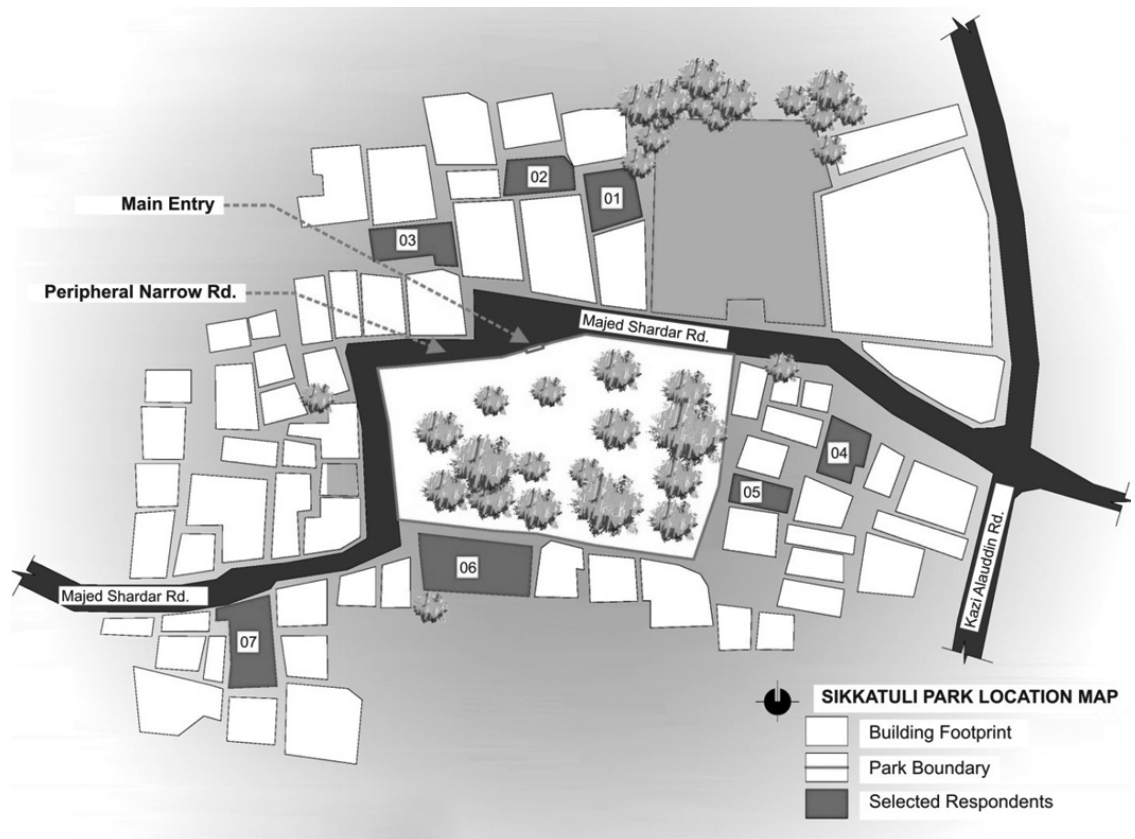 02
01
Main Entry
03
Peripheral Narrow Rd.
Majed Shardar Rd.
04
05
Kazi Alauddin Rd.
06
Majed Shardar Rd.
07
SIKKATULI PARK LOCATION MAP
Building Footprint
Park Boundary
Selected Respondents